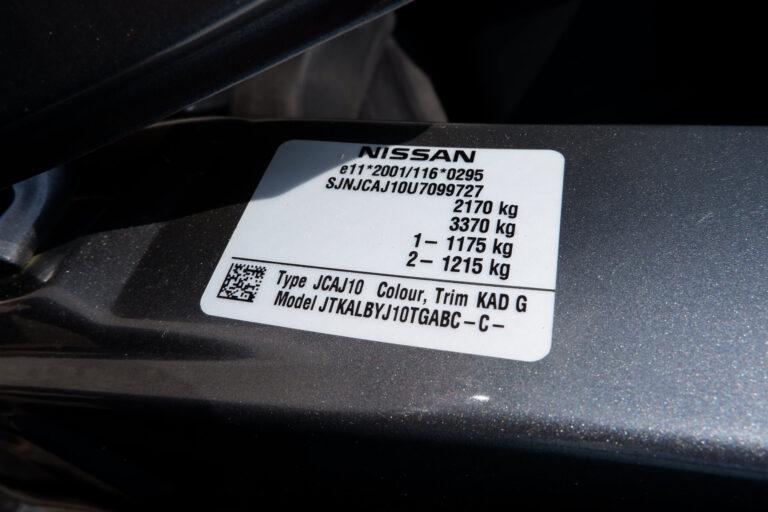 NISSAN
e11*2001/116*0295
SJNJCAJ10U7099727
2170 kg
3370 kg
1- 1175 kg
2- 1215 kg
Type JCAJ10 Colour, Trim KAD G
Model JTKALBYJ10TGABC-C-